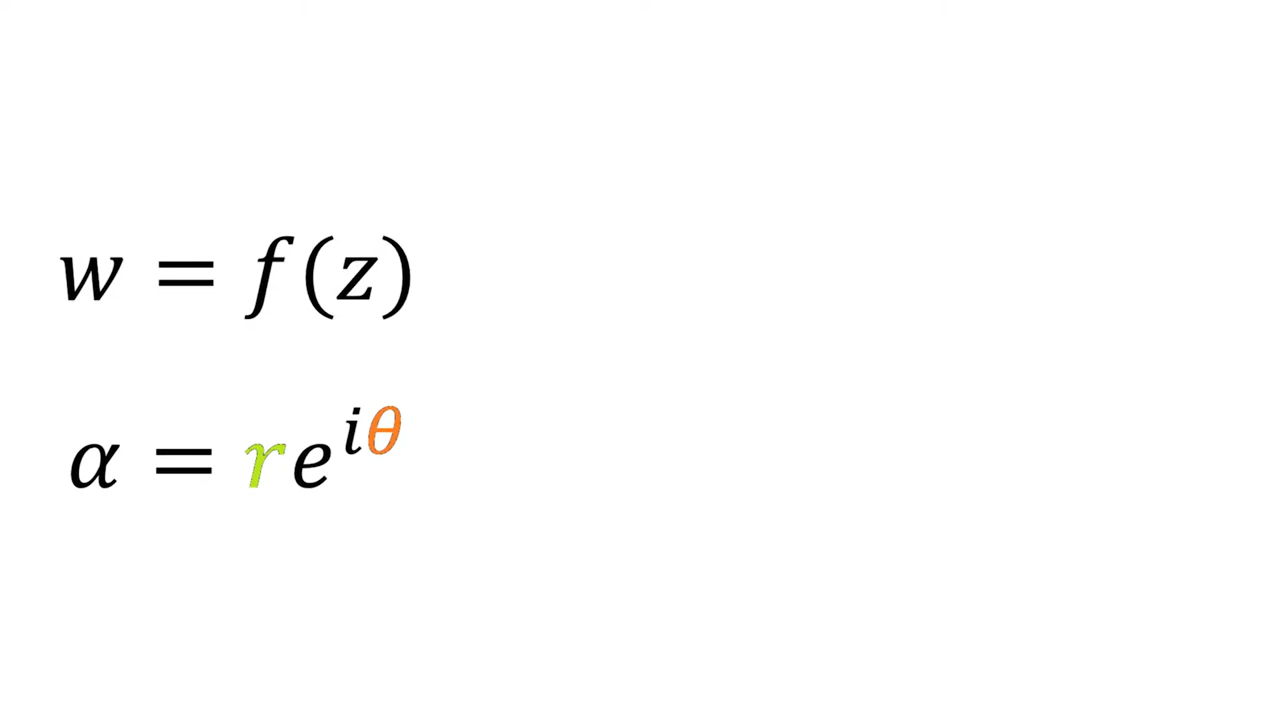 w = f(z)
α = re^{iθ}